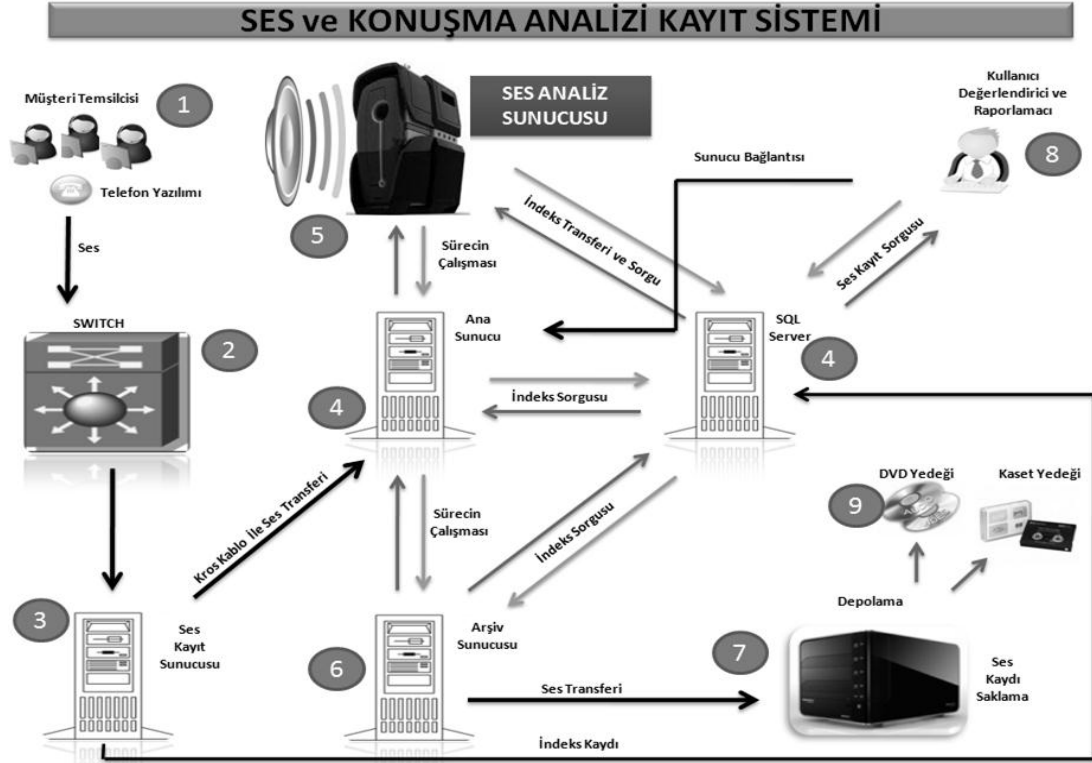 SES ve KONUŞMA ANALİZİ KAYIT SİSTEMİ
Müşteri Temsilcisi
1
Telefon Yazılımı
Ses
SWITCH
2
SES ANALİZ
SUNUCUSU
5
Sürecin
Çalışması
İndeks Transferi ve Sorgu
Sunucu Bağlantısı
Kullanıcı
Değerlendirici ve
Raporlamacı
8
Ses Kayıt Sorgusu
Ana
Sunucu
4
İndeks Sorgusu
SQL
Server
4
Kros Kablo İle Ses Transferi
Sürecin
Çalışması
İndeks Sorgusu
DVD Yedeği
Kaset Yedeği
9
Depolama
3
Ses
Kayıt
Sunucusu
6
Arşiv
Sunucusu
Ses Transferi
7
Ses
Kaydı
Saklama
İndeks Kaydı